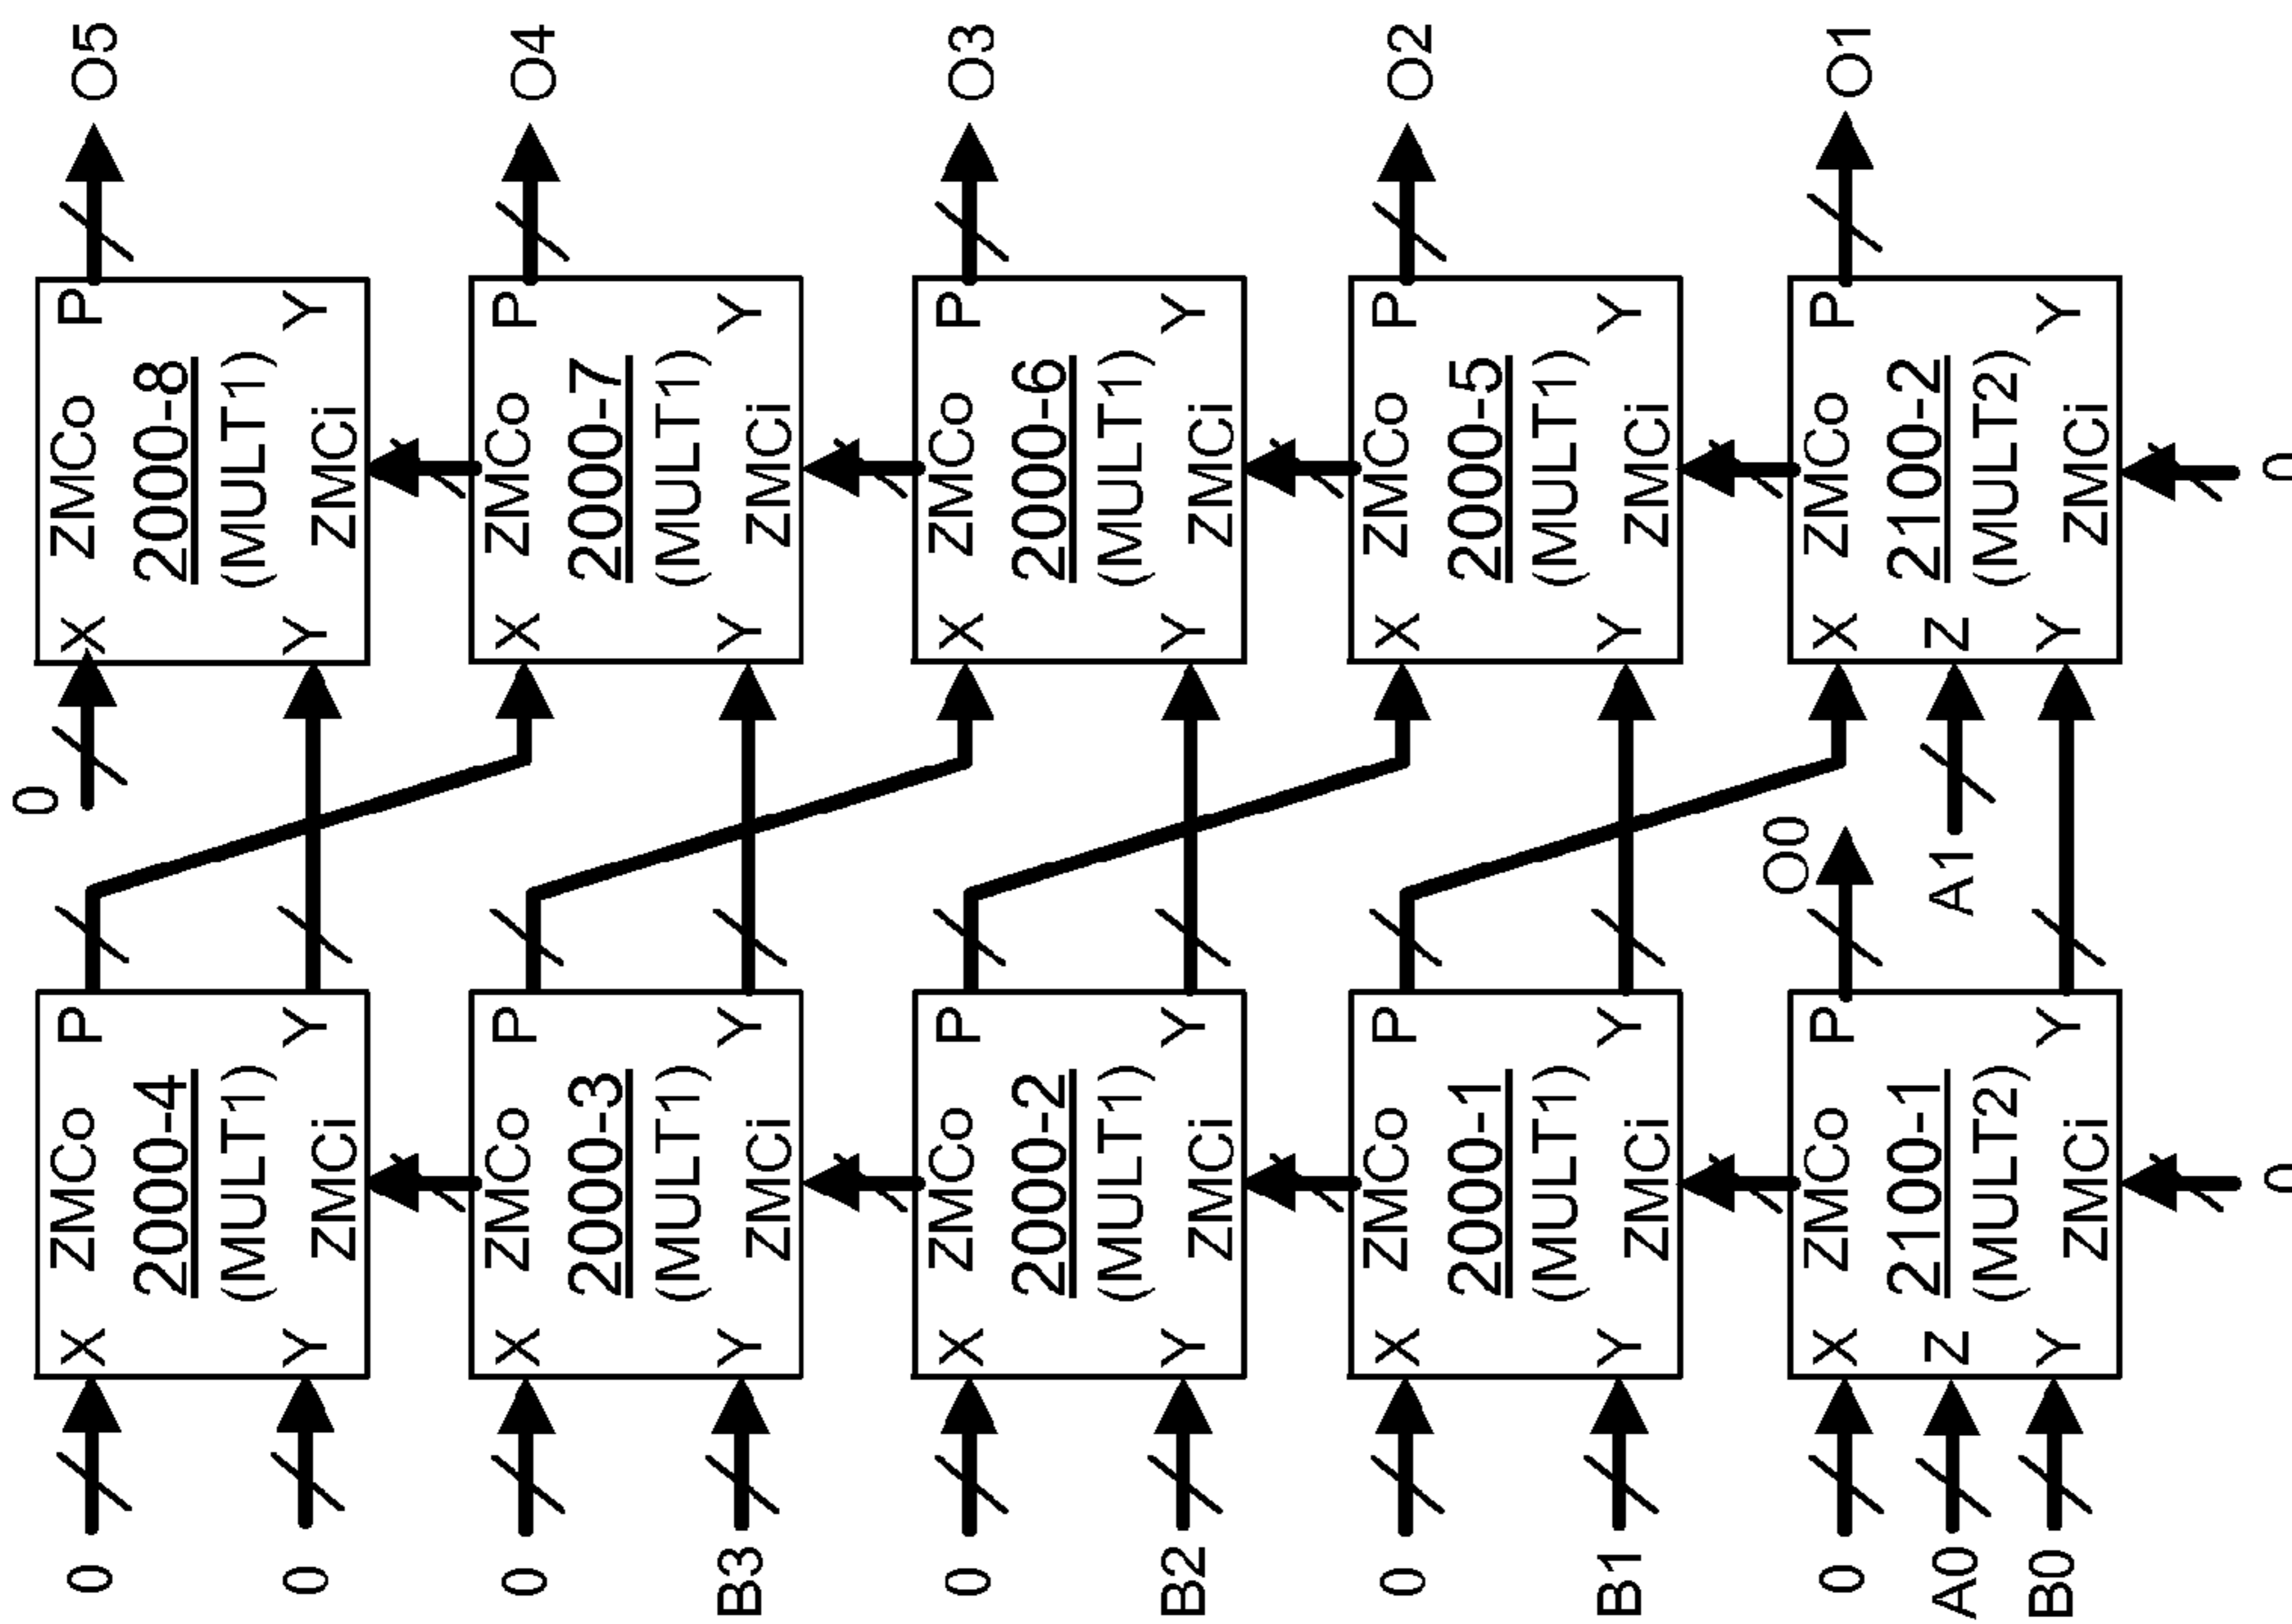 0
0 X ZMCo P X ZMCo P O5
2000-4 2000-8
(MULT1) (MULT1)
0 Y Y Y Y
ZMCi ZMCi
0 X ZMCo P X ZMCo P O4
2000-3 2000-7
(MULT1) (MULT1)
B3 Y Y Y Y
ZMCi ZMCi
0 X ZMCo P X ZMCo P O3
2000-2 2000-6
(MULT1) (MULT1)
B2 Y Y Y Y
ZMCi ZMCi
0 X ZMCo P X ZMCo P O2
2000-1 2000-5
(MULT1) (MULT1)
B1 Y Y Y Y
ZMCi ZMCi
O0
0 X ZMCo P X ZMCo P O1
2100-1 2100-2
A0 Z A1 Z
(MULT2) (MULT2)
B0 Y Y Y Y
ZMCi ZMCi
0 0